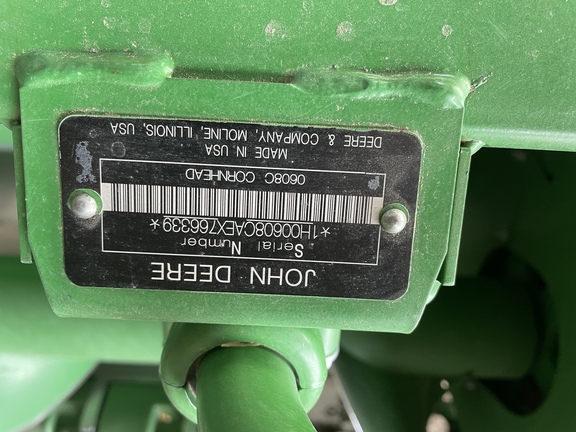 JOHN DEERE
Serial Number
*1H00608CAEX766339*
0608C CORNHEAD
MADE IN USA
DEERE & COMPANY, MOLINE, ILLINOIS, USA